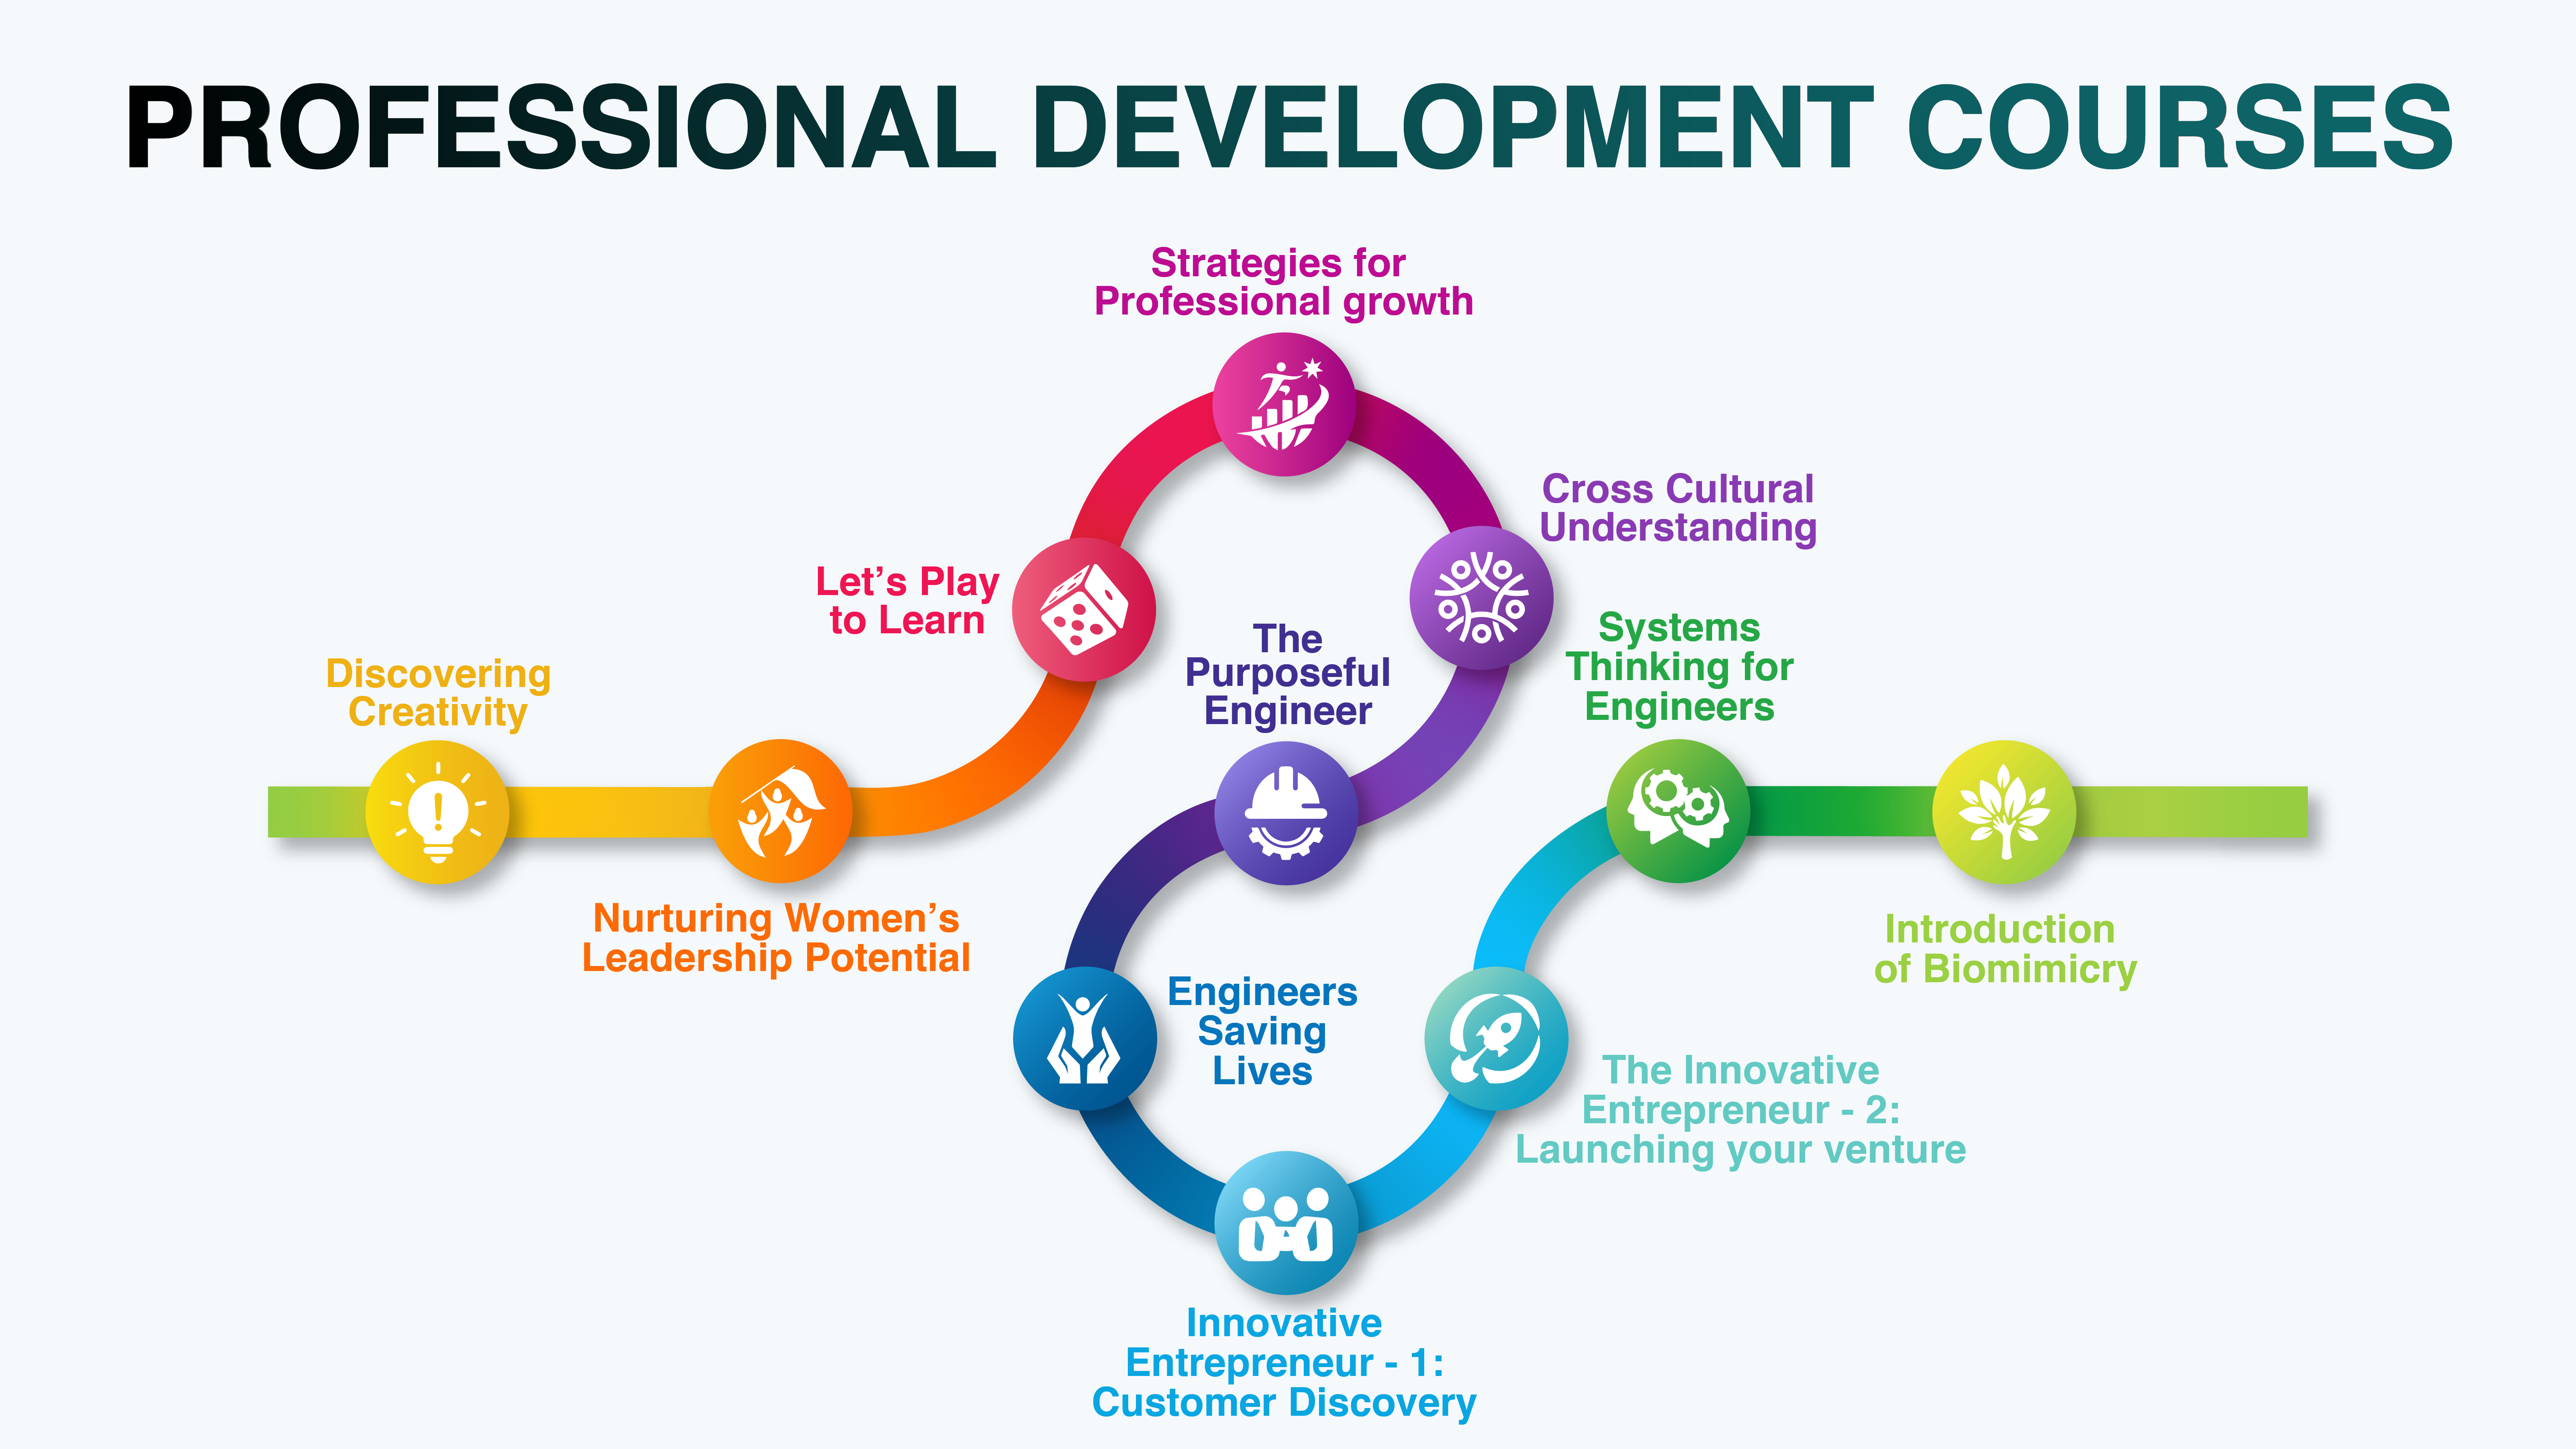 PROFESSIONAL DEVELOPMENT COURSES
Discovering
Creativity
Nurturing Women’s
Leadership Potential
Let’s Play
to Learn
Strategies for
Professional growth
Cross Cultural
Understanding
The
Purposeful
Engineer
Engineers
Saving
Lives
Innovative
Entrepreneur - 1:
Customer Discovery
The Innovative
Entrepreneur - 2:
Launching your venture
Systems
Thinking for
Engineers
Introduction
of Biomimicry